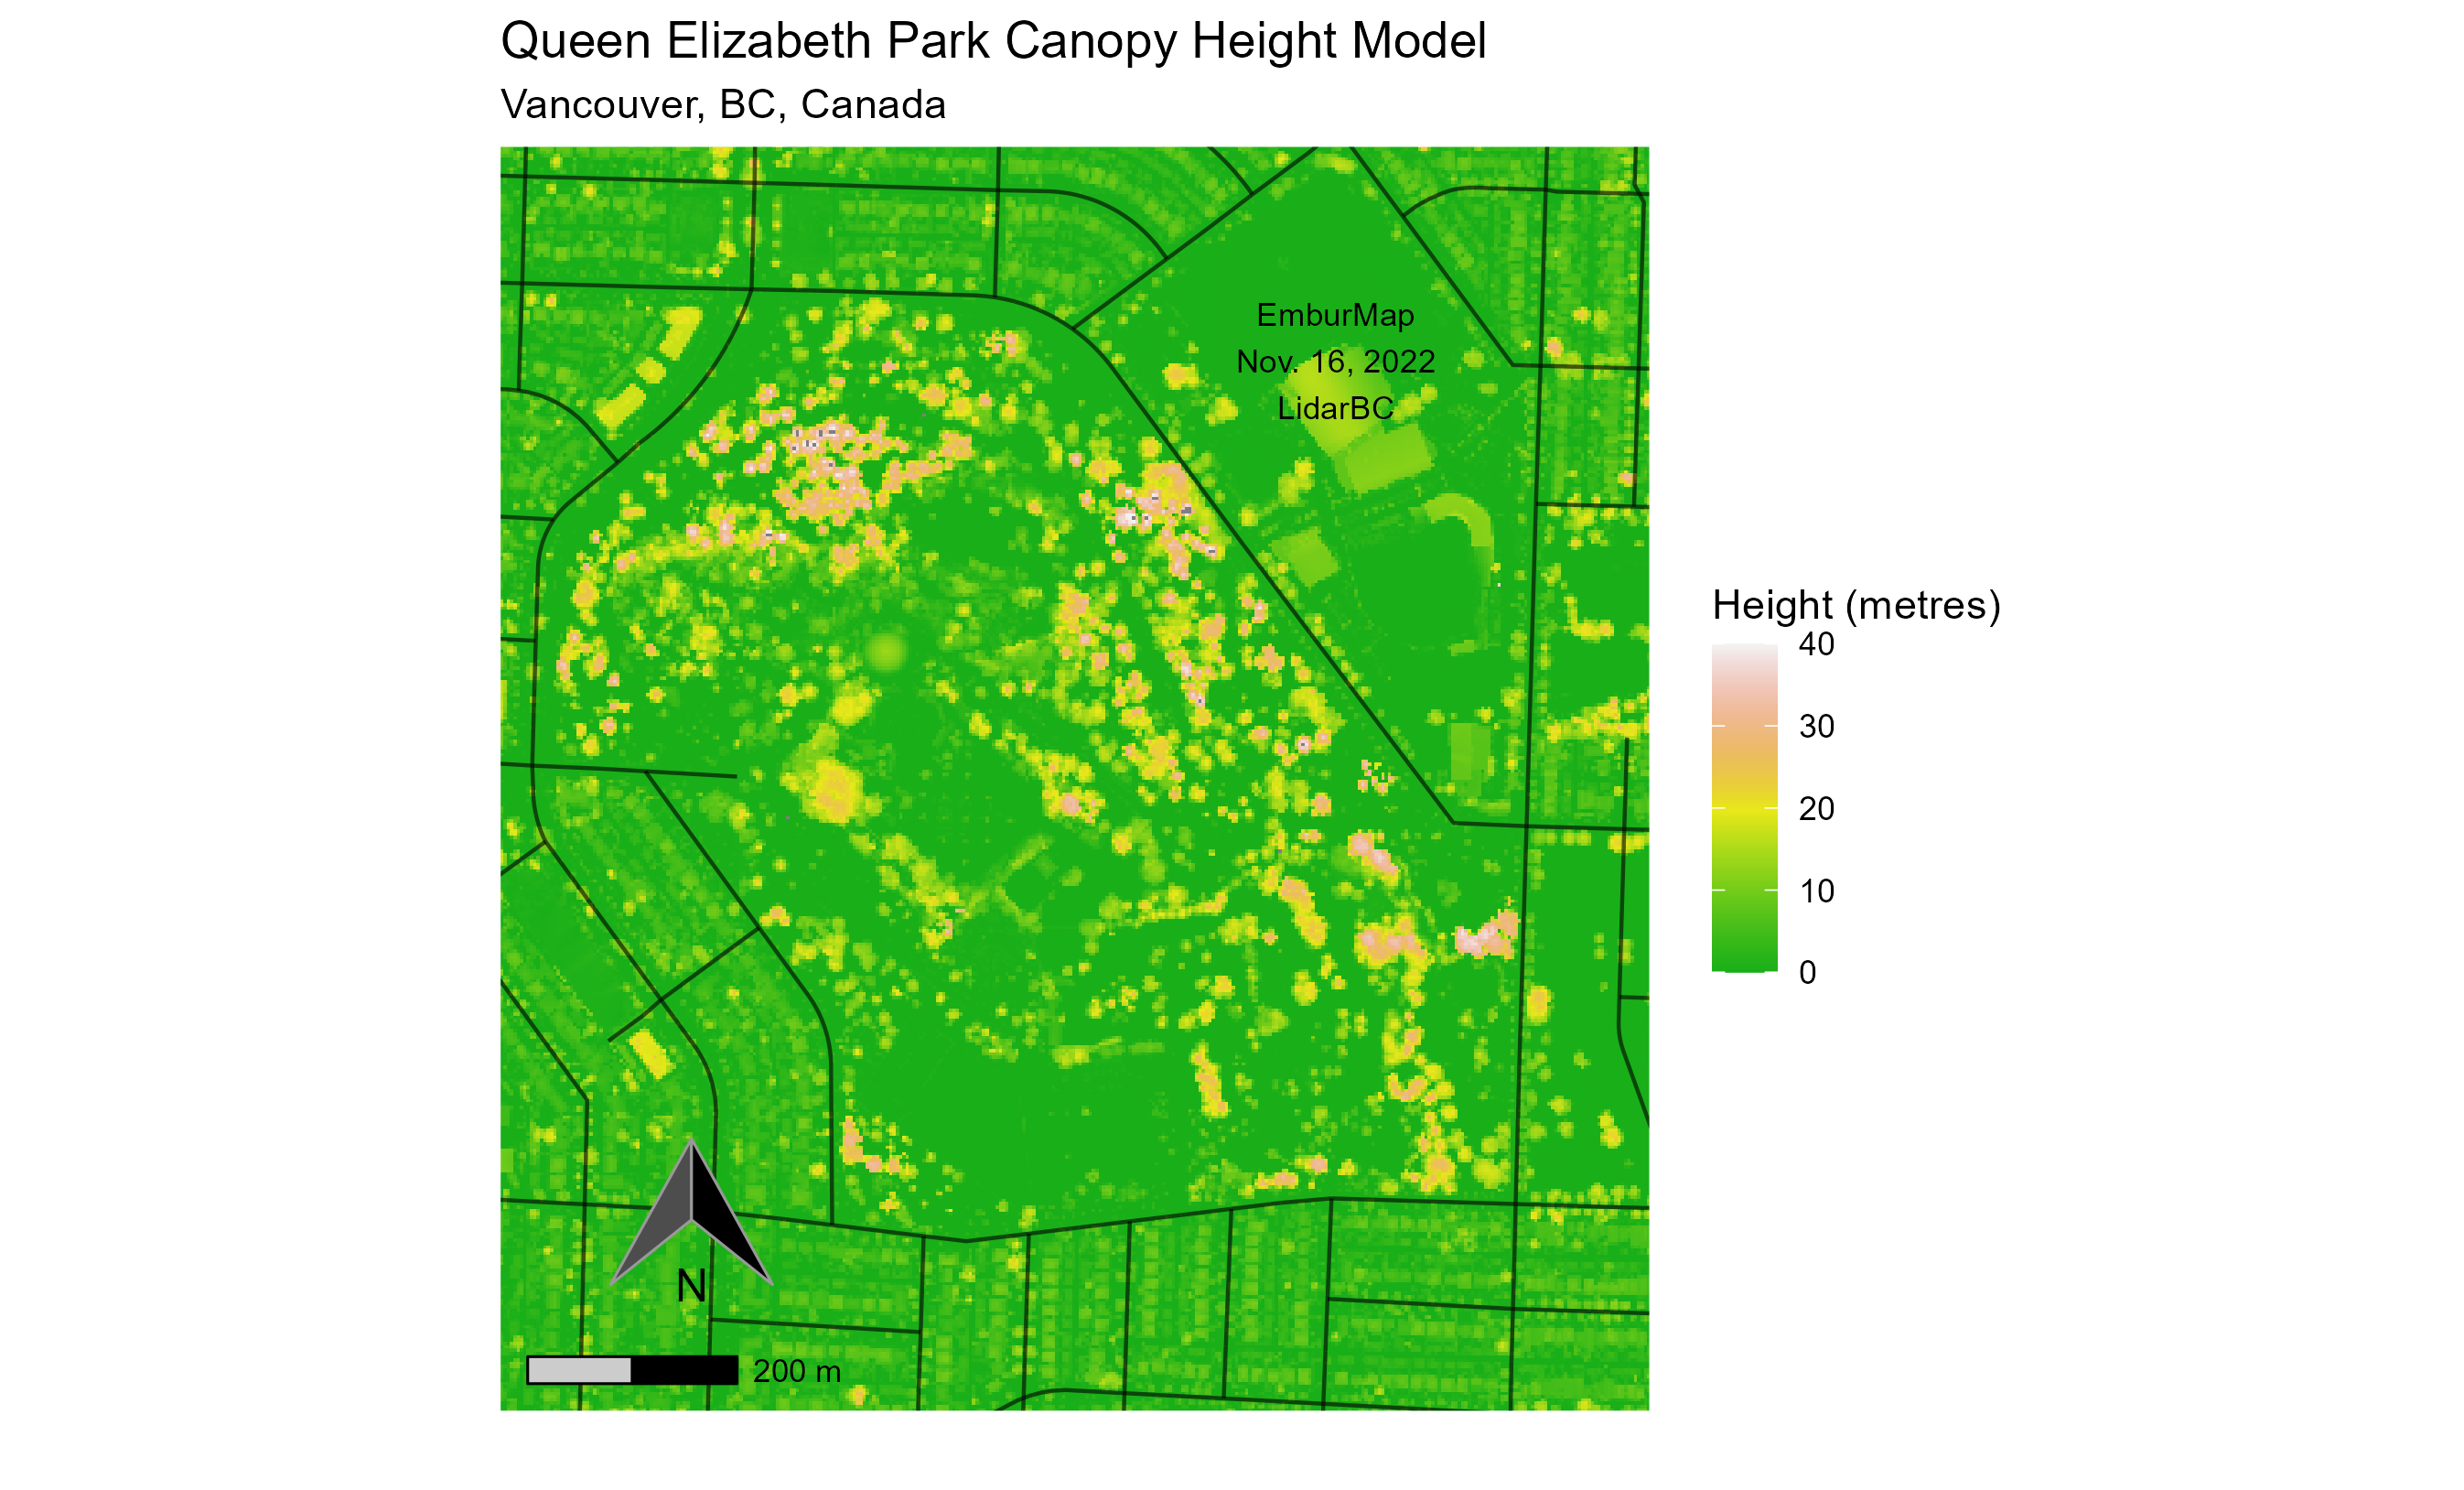 Queen Elizabeth Park Canopy Height Model
Vancouver, BC, Canada
EmburMap
Nov. 16, 2022
LidarBC
Height (metres)
40
30
20
10
0
N
200 m